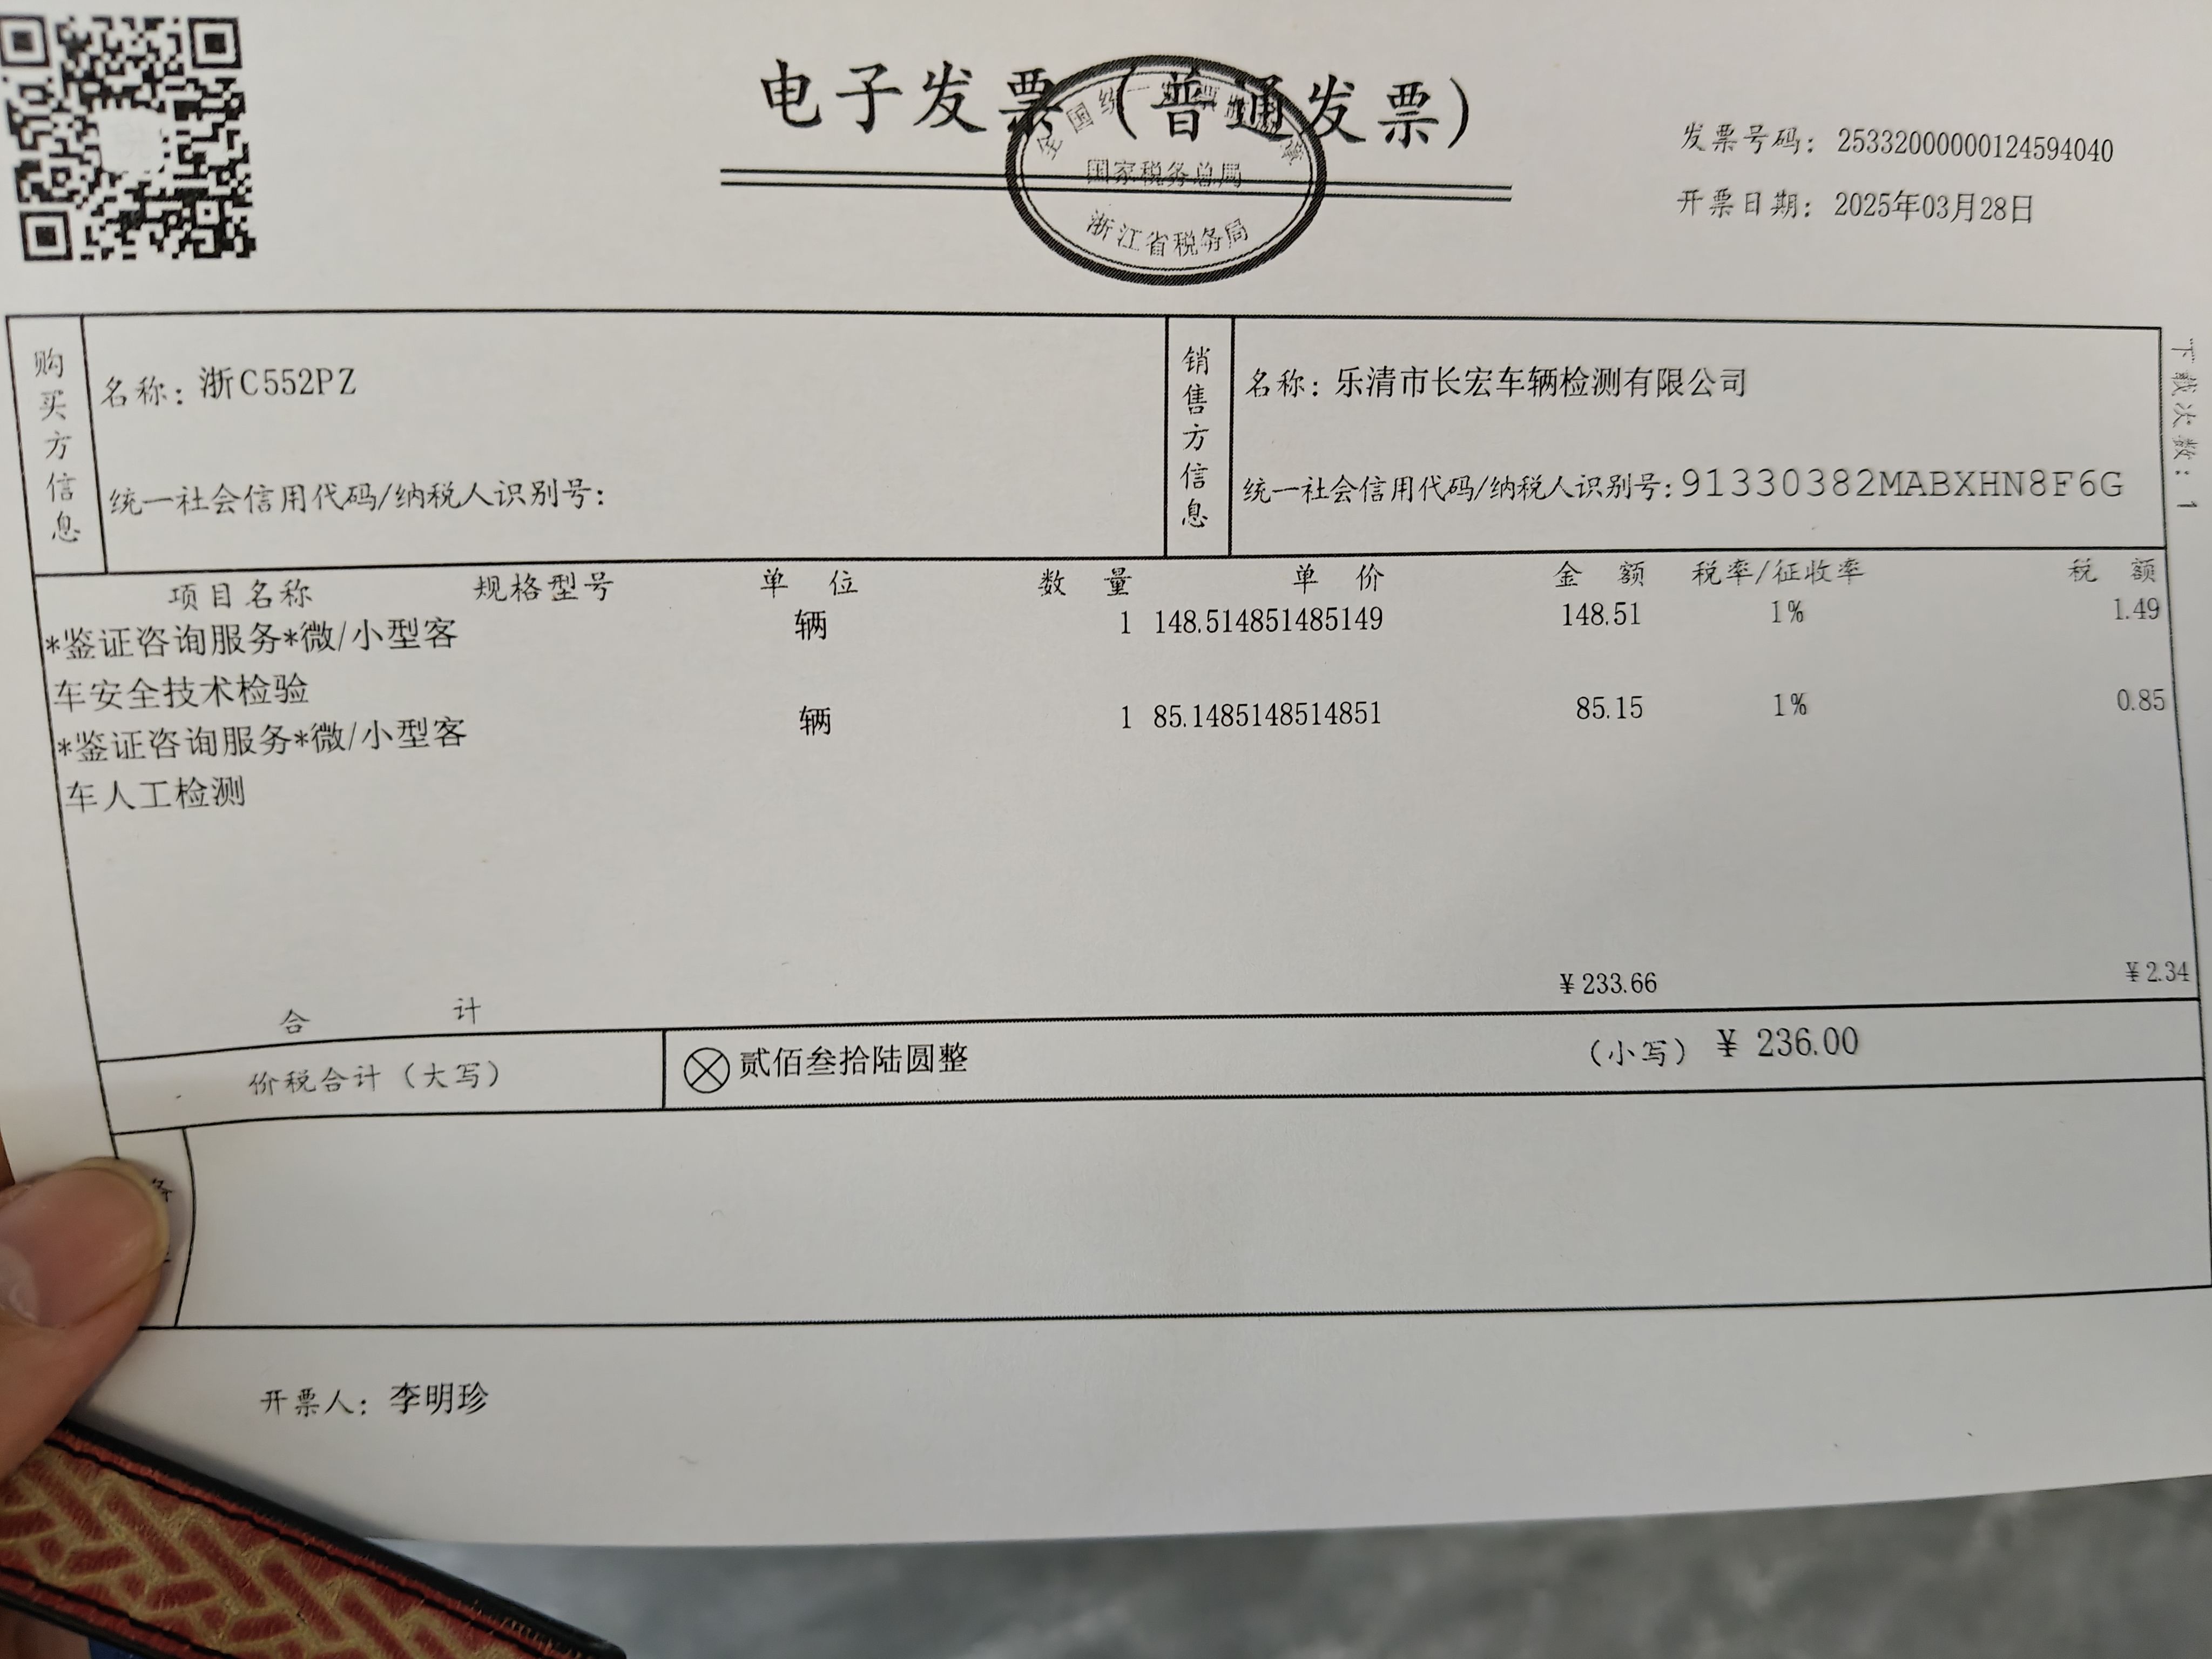 电子发票（普通发票）
全国统一发票监制章
国家税务总局
浙江省税务局
发票号码：25332000000124594040
开票日期：2025年03月28日
购买方信息
名称：浙C552PZ
统一社会信用代码/纳税人识别号：
销售方信息
名称：乐清市长宏车辆检测有限公司
统一社会信用代码/纳税人识别号：91330382MABXHN8F6G
下载次数：1
项目名称 规格型号 单 位 数 量 单 价 金 额 税率/征收率 税 额
*鉴证咨询服务*微/小型客 辆 1 148.514851485149 148.51 1% 1.49
车安全技术检验
*鉴证咨询服务*微/小型客 辆 1 85.1485148514851 85.15 1% 0.85
车人工检测
合 计 ¥233.66 ¥2.34
价税合计（大写） 贰佰叁拾陆圆整 （小写）¥ 236.00
开票人：李明珍